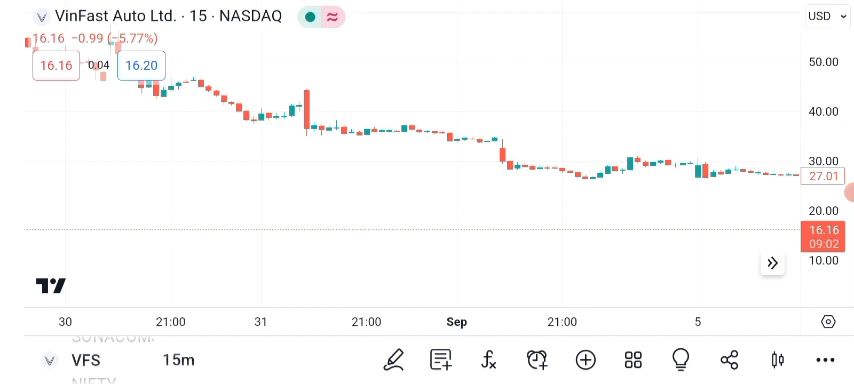 VinFast Auto Ltd. · 15 · NASDAQ
USD
16.16 −0.99 (−5.77%)
16.16 0.04 16.20
50.00
40.00
30.00
27.01
20.00
16.16
09:02
10.00
30 21:00 31 21:00 Sep 21:00 5
SUNACOM.
VFS 15m
NIFTY